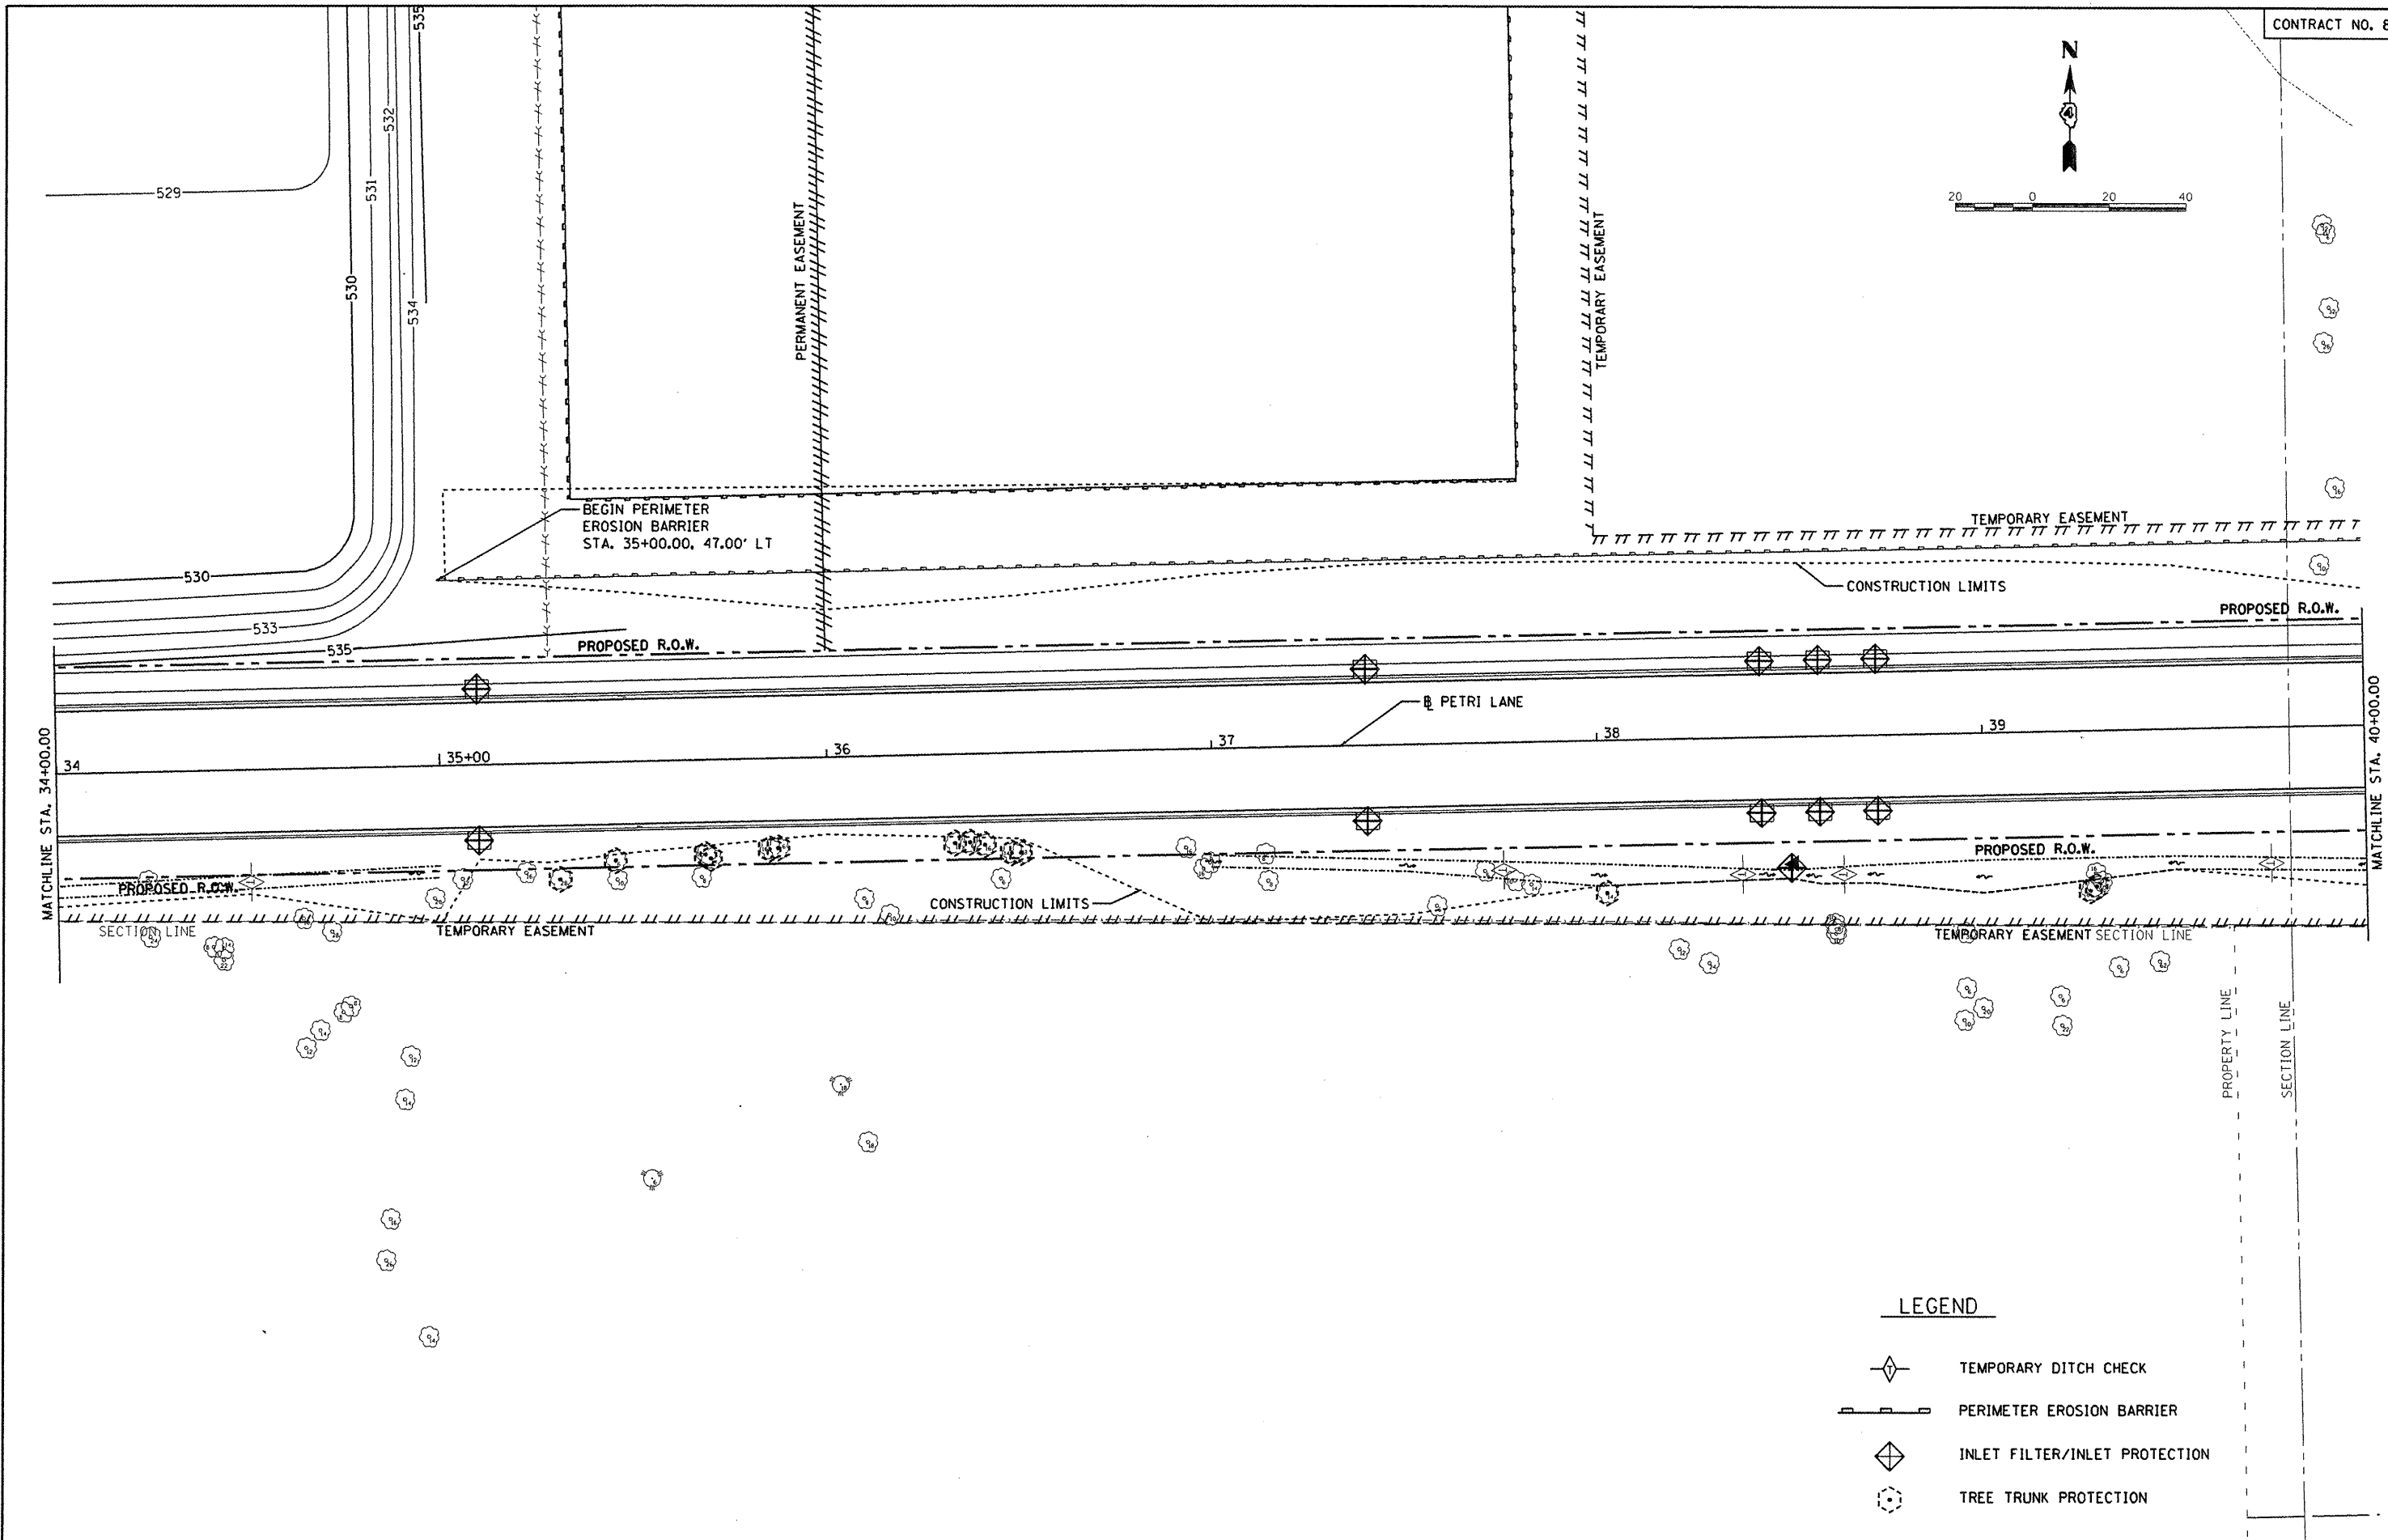 CONTRACT NO. 8
N
20 0 20 40
535
532
531
529
530
534
PERMANENT EASEMENT
TEMPORARY EASEMENT
BEGIN PERIMETER
EROSION BARRIER
STA. 35+00.00, 47.00' LT
TEMPORARY EASEMENT
530
533
535
CONSTRUCTION LIMITS
PROPOSED R.O.W.
PROPOSED R.O.W.
PETRI LANE
MATCHLINE STA. 34+00.00
34
35+00
36
37
38
39
MATCHLINE STA. 40+00.00
PROPOSED R.O.W.
PROPOSED R.O.W.
CONSTRUCTION LIMITS
SECTION LINE
TEMPORARY EASEMENT
TEMPORARY EASEMENT SECTION LINE
PROPERTY LINE
SECTION LINE
LEGEND
T TEMPORARY DITCH CHECK
PERIMETER EROSION BARRIER
INLET FILTER/INLET PROTECTION
TREE TRUNK PROTECTION